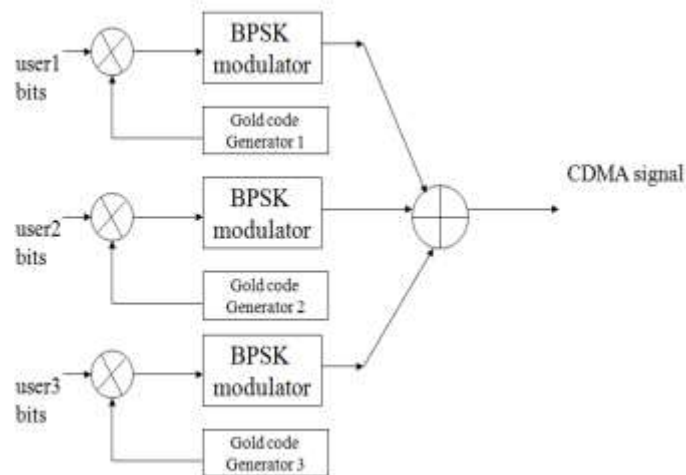 user1
bits
BPSK
modulator
Gold code
Generator 1
user2
bits
BPSK
modulator
Gold code
Generator 2
CDMA signal
user3
bits
BPSK
modulator
Gold code
Generator 3